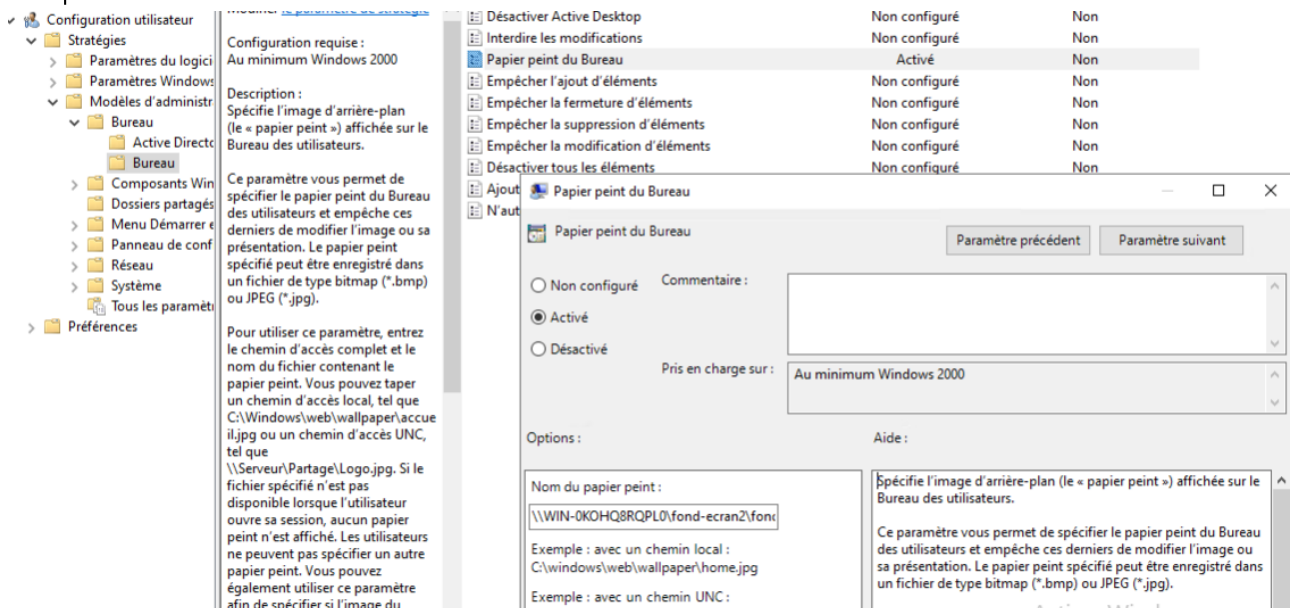 Configuration utilisateur
Stratégies
Paramètres du logici
Paramètres Windows
Modèles d'administr
Bureau
Active Directo
Bureau
Composants Win
Dossiers partagés
Menu Démarrer e
Panneau de conf
Réseau
Système
Tous les paramètr
Préférences
Modifier le paramètre de stratégie
Configuration requise :
Au minimum Windows 2000
Description :
Spécifie l'image d'arrière-plan
(le « papier peint ») affichée sur le
Bureau des utilisateurs.
Ce paramètre vous permet de
spécifier le papier peint du Bureau
des utilisateurs et empêche ces
derniers de modifier l'image ou sa
présentation. Le papier peint
spécifié peut être enregistré dans
un fichier de type bitmap (*.bmp)
ou JPEG (*.jpg).
Pour utiliser ce paramètre, entrez
le chemin d'accès complet et le
nom du fichier contenant le
papier peint. Vous pouvez taper
un chemin d'accès local, tel que
C:\Windows\web\wallpaper\accue
il.jpg ou un chemin d'accès UNC,
tel que
\\Serveur\Partage\Logo.jpg. Si le
fichier spécifié n'est pas
disponible lorsque l'utilisateur
ouvre sa session, aucun papier
peint n'est affiché. Les utilisateurs
ne peuvent pas spécifier un autre
papier peint. Vous pouvez
également utiliser ce paramètre
afin de spécifier si l'image du
Désactiver Active Desktop Non configuré Non
Interdire les modifications Non configuré Non
Papier peint du Bureau Activé Non
Empêcher l'ajout d'éléments Non configuré Non
Empêcher la fermeture d'éléments Non configuré Non
Empêcher la suppression d'éléments Non configuré Non
Empêcher la modification d'éléments Non configuré Non
Désactiver tous les éléments Non configuré Non
Ajout
N'aut
Papier peint du Bureau
Papier peint du Bureau
Paramètre précédent
Paramètre suivant
Non configuré
Activé
Désactivé
Commentaire :
Pris en charge sur :
Au minimum Windows 2000
Options :
Aide :
Nom du papier peint :
\\WIN-0KOHQ8RQPL0\fond-ecran2\fond
Exemple : avec un chemin local :
C:\windows\web\wallpaper\home.jpg
Exemple : avec un chemin UNC :
Spécifie l'image d'arrière-plan (le « papier peint ») affichée sur le
Bureau des utilisateurs.
Ce paramètre vous permet de spécifier le papier peint du Bureau
des utilisateurs et empêche ces derniers de modifier l'image ou
sa présentation. Le papier peint spécifié peut être enregistré dans
un fichier de type bitmap (*.bmp) ou JPEG (*.jpg).